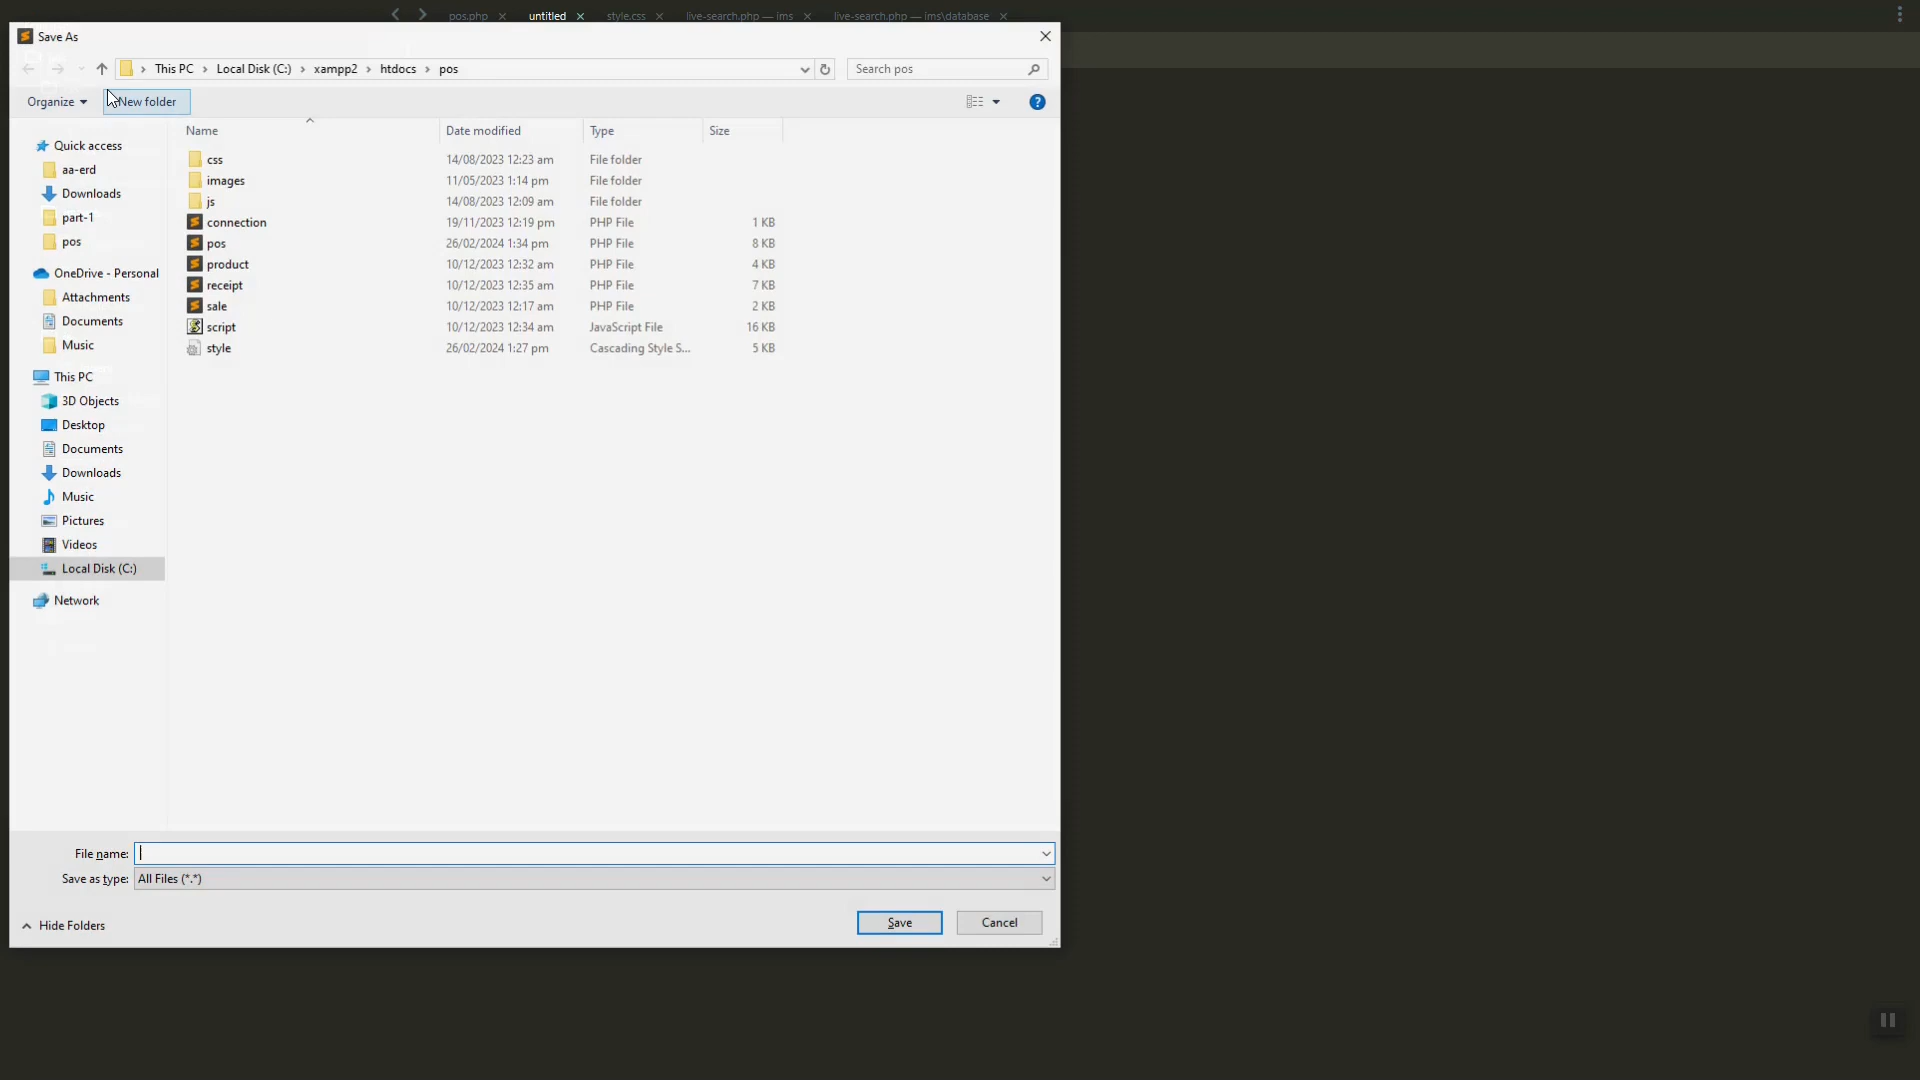 pos.php × untitled × style.css × live-search.php — ims × live-search.php — ims\database ×
Save As
This PC › Local Disk (C:) › xampp2 › htdocs › pos
Search pos
Organize
New folder
Name Date modified Type Size
Quick access
aa-erd
Downloads
part-1
pos
OneDrive - Personal
Attachments
Documents
Music
This PC
3D Objects
Desktop
Documents
Downloads
Music
Pictures
Videos
Local Disk (C:)
Network
css 14/08/2023 12:23 am File folder
images 11/05/2023 1:14 pm File folder
js 14/08/2023 12:09 am File folder
connection 19/11/2023 12:19 pm PHP File 1 KB
pos 26/02/2024 1:34 pm PHP File 8 KB
product 10/12/2023 12:32 am PHP File 4 KB
receipt 10/12/2023 12:35 am PHP File 7 KB
sale 10/12/2023 12:17 am PHP File 2 KB
script 10/12/2023 12:34 am JavaScript File 16 KB
style 26/02/2024 1:27 pm Cascading Style S... 5 KB
File name:
Save as type: All Files (*.*)
Hide Folders
Save
Cancel